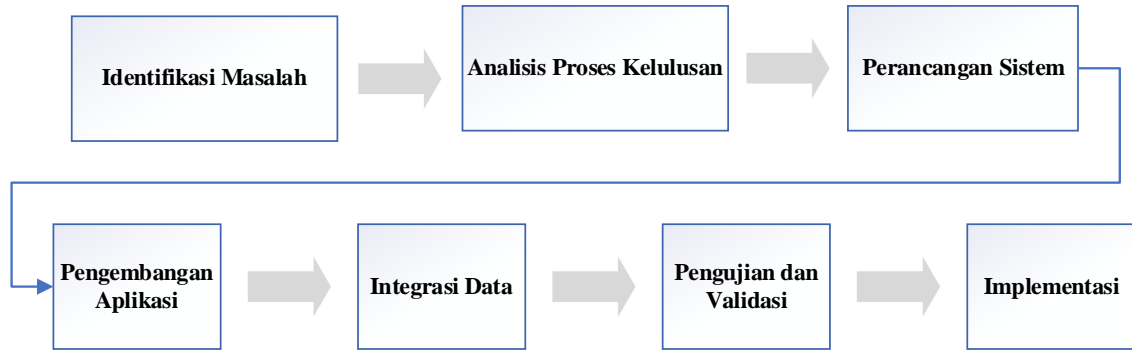 Identifikasi Masalah
Analisis Proses Kelulusan
Perancangan Sistem
Pengembangan
Aplikasi
Integrasi Data
Pengujian dan
Validasi
Implementasi